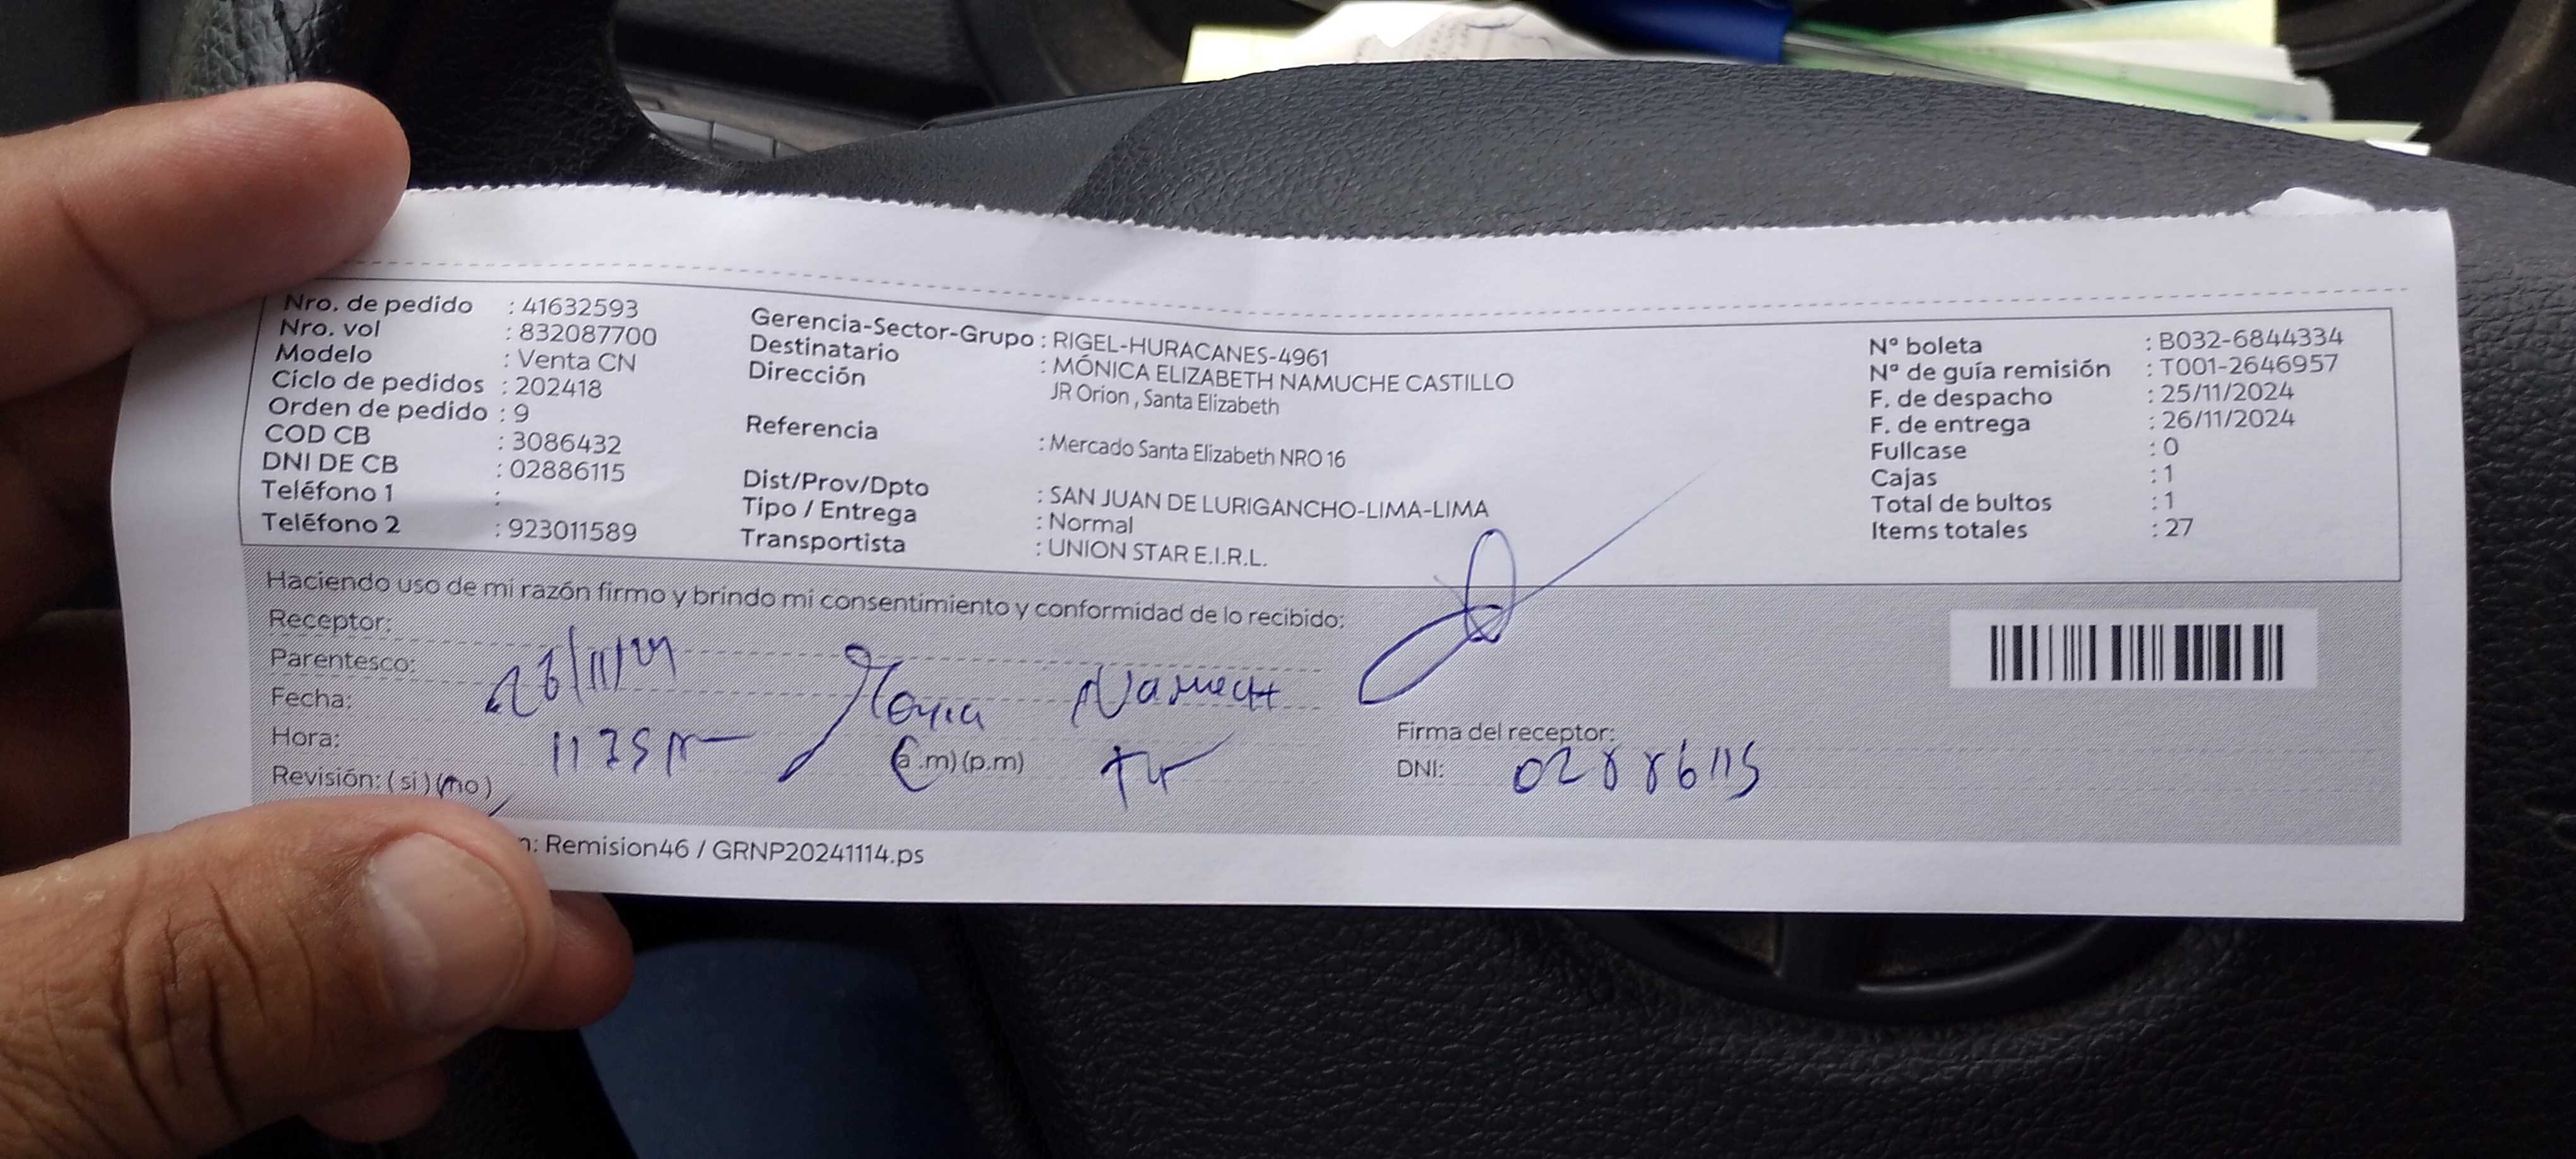 Nro. de pedido : 41632593
Nro. vol : 832087700
Modelo : Venta CN
Ciclo de pedidos : 202418
Orden de pedido : 9
COD CB : 3086432
DNI DE CB : 02886115
Teléfono 1 :
Teléfono 2 : 923011589
Gerencia-Sector-Grupo : RIGEL-HURACANES-4961
Destinatario : MÓNICA ELIZABETH NAMUCHE CASTILLO
Dirección JR Orion , Santa Elizabeth
Referencia : Mercado Santa Elizabeth NRO 16
Dist/Prov/Dpto : SAN JUAN DE LURIGANCHO-LIMA-LIMA
Tipo / Entrega : Normal
Transportista : UNION STAR E.I.R.L.
Nº boleta : B032-6844334
Nº de guía remisión : T001-2646957
F. de despacho : 25/11/2024
F. de entrega : 26/11/2024
Fullcase : 0
Cajas : 1
Total de bultos : 1
Items totales : 27
Haciendo uso de mi razón firmo y brindo mi consentimiento y conformidad de lo recibido:
Receptor:
Parentesco:
Fecha: 26/11/24
Hora: (a.m)(p.m)
Revisión: (si)(no)
Firma del receptor:
DNI: 02886115
: Remision46 / GRNP20241114.ps